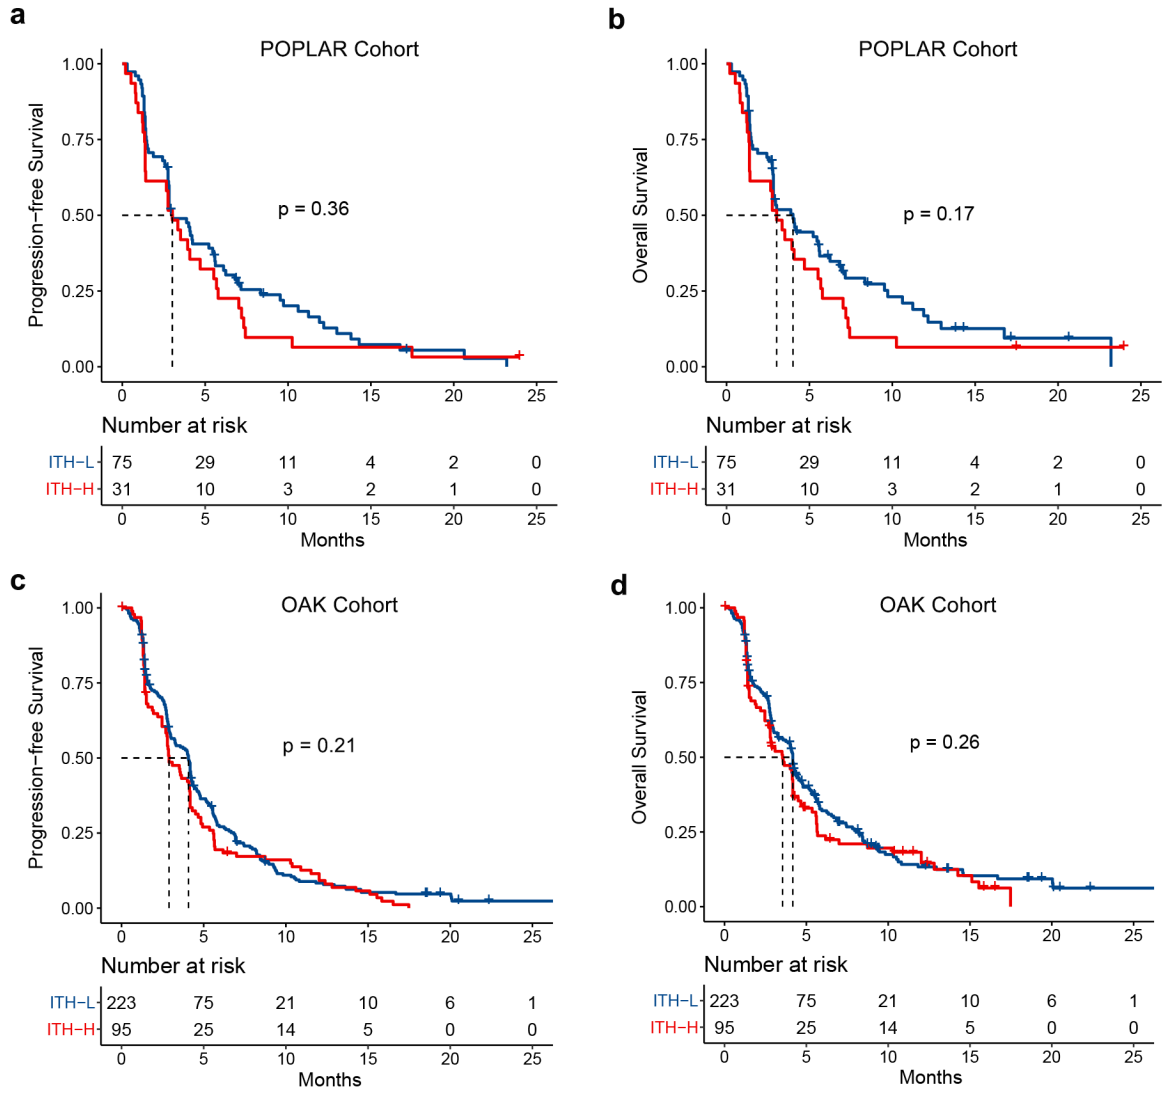 a
POPLAR Cohort
Progression−free Survival
1.00
0.75
0.50
0.25
0.00
p = 0.36
0 5 10 15 20 25
Number at risk
ITH−L 75 29 11 4 2 0
ITH−H 31 10 3 2 1 0
0 5 10 15 20 25
Months
b
POPLAR Cohort
Overall Survival
1.00
0.75
0.50
0.25
0.00
p = 0.17
0 5 10 15 20 25
Number at risk
ITH−L 75 29 11 4 2 0
ITH−H 31 10 3 2 1 0
0 5 10 15 20 25
Months
c
OAK Cohort
Progression−free Survival
1.00
0.75
0.50
0.25
0.00
p = 0.21
0 5 10 15 20 25
Number at risk
ITH−L 223 75 21 10 6 1
ITH−H 95 25 14 5 0 0
0 5 10 15 20 25
Months
d
OAK Cohort
Overall Survival
1.00
0.75
0.50
0.25
0.00
p = 0.26
0 5 10 15 20 25
Number at risk
ITH−L 223 75 21 10 6 1
ITH−H 95 25 14 5 0 0
0 5 10 15 20 25
Months